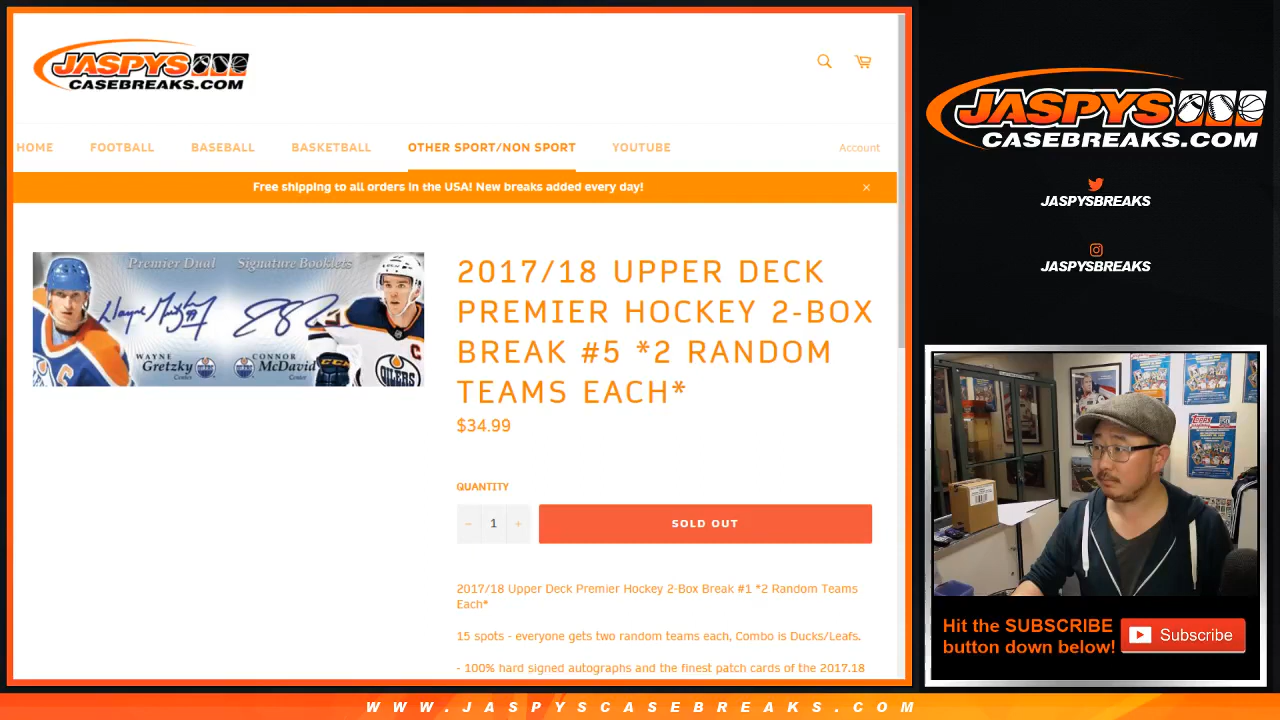 JASPYS
CASEBREAKS.COM
HOME FOOTBALL BASEBALL BASKETBALL OTHER SPORT/NON SPORT YOUTUBE Account
Free shipping to all orders in the USA! New breaks added every day! ×
Premier Dual Signature Booklets
WAYNE
Gretzky
Center
CONNOR
McDavid
Center
OILERS
2017/18 UPPER DECK
PREMIER HOCKEY 2-BOX
BREAK #5 *2 RANDOM
TEAMS EACH*
$34.99
QUANTITY
− 1 +
SOLD OUT
2017/18 Upper Deck Premier Hockey 2-Box Break #1 *2 Random Teams
Each*
15 spots - everyone gets two random teams each, Combo is Ducks/Leafs.
- 100% hard signed autographs and the finest patch cards of the 2017.18
JASPYS
CASEBREAKS.COM
JASPYSBREAKS
JASPYSBREAKS
Hit the SUBSCRIBE
button down below!
Subscribe
WWW.JASPYSCASEBREAKS.COM